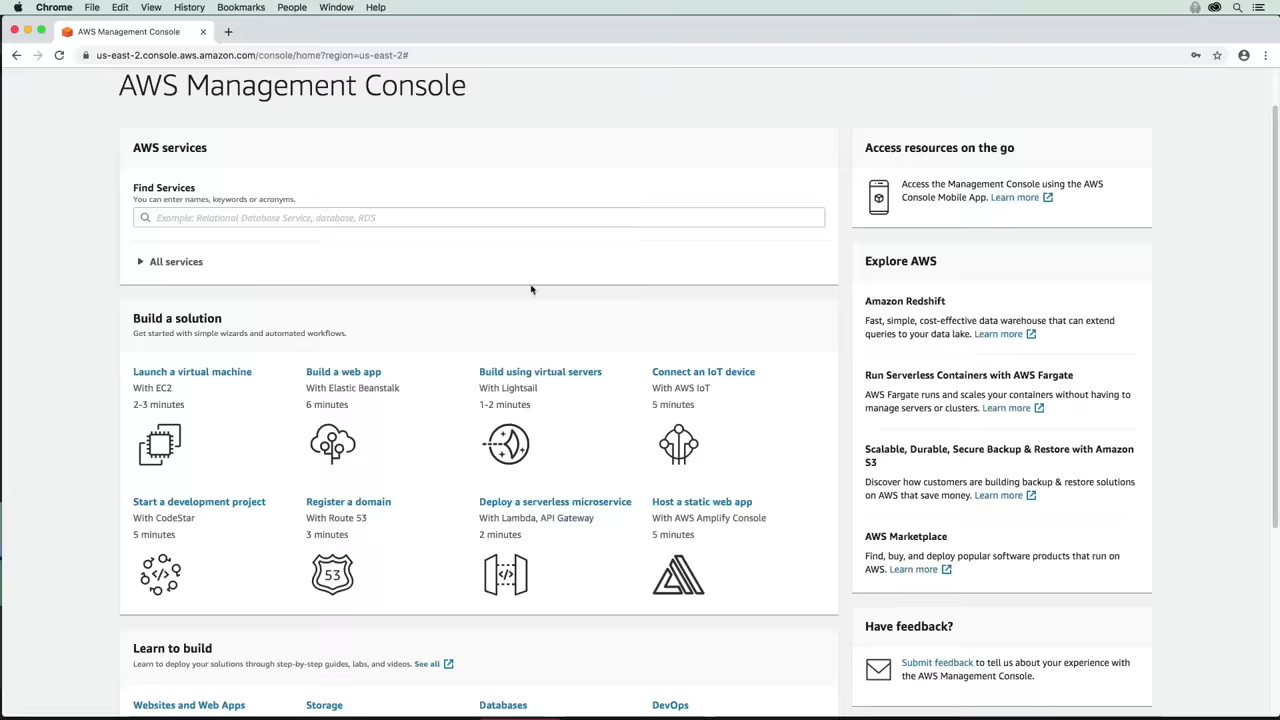 Chrome File Edit View History Bookmarks People Window Help
AWS Management Console
us-east-2.console.aws.amazon.com/console/home?region=us-east-2#
AWS Management Console
AWS services
Find Services
You can enter names, keywords or acronyms.
Example: Relational Database Service, database, RDS
All services
Build a solution
Get started with simple wizards and automated workflows.
Launch a virtual machine
With EC2
2-3 minutes
Build a web app
With Elastic Beanstalk
6 minutes
Build using virtual servers
With Lightsail
1-2 minutes
Connect an IoT device
With AWS IoT
5 minutes
Start a development project
With CodeStar
5 minutes
Register a domain
With Route 53
3 minutes
53
Deploy a serverless microservice
With Lambda, API Gateway
2 minutes
Host a static web app
With AWS Amplify Console
5 minutes
Learn to build
Learn to deploy your solutions through step-by-step guides, labs, and videos. See all
Websites and Web Apps
Storage
Databases
DevOps
Access resources on the go
Access the Management Console using the AWS
Console Mobile App. Learn more
Explore AWS
Amazon Redshift
Fast, simple, cost-effective data warehouse that can extend
queries to your data lake. Learn more
Run Serverless Containers with AWS Fargate
AWS Fargate runs and scales your containers without having to
manage servers or clusters. Learn more
Scalable, Durable, Secure Backup & Restore with Amazon
S3
Discover how customers are building backup & restore solutions
on AWS that save money. Learn more
AWS Marketplace
Find, buy, and deploy popular software products that run on
AWS. Learn more
Have feedback?
Submit feedback to tell us about your experience with
the AWS Management Console.